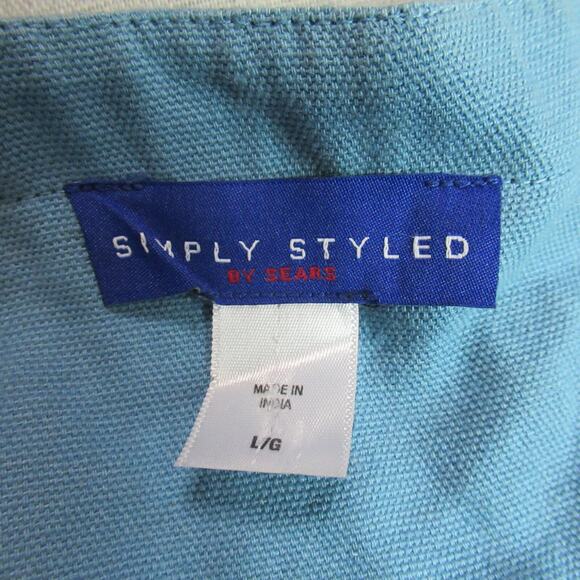 SIMPLY STYLED
BY SEARS
MADE IN
INDIA
L/G